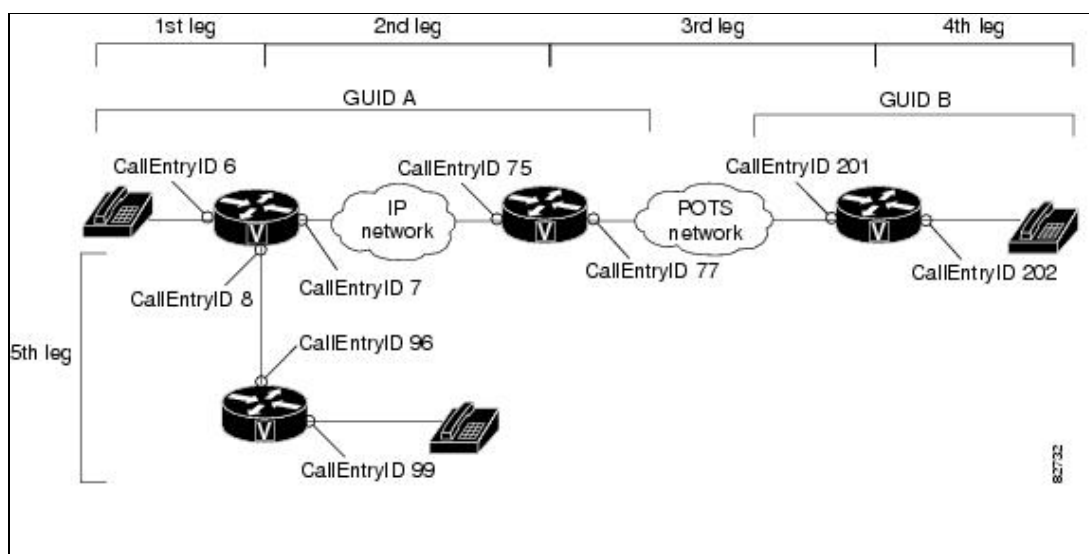 1st leg
2nd leg
3rd leg
4th leg
GUID A
GUID B
CallEntryID 6
CallEntryID 75
CallEntryID 201
IP
network
POTS
network
V
V
V
CallEntryID 8
CallEntryID 7
CallEntryID 77
CallEntryID 202
5th leg
CallEntryID 96
V
CallEntryID 99
82732